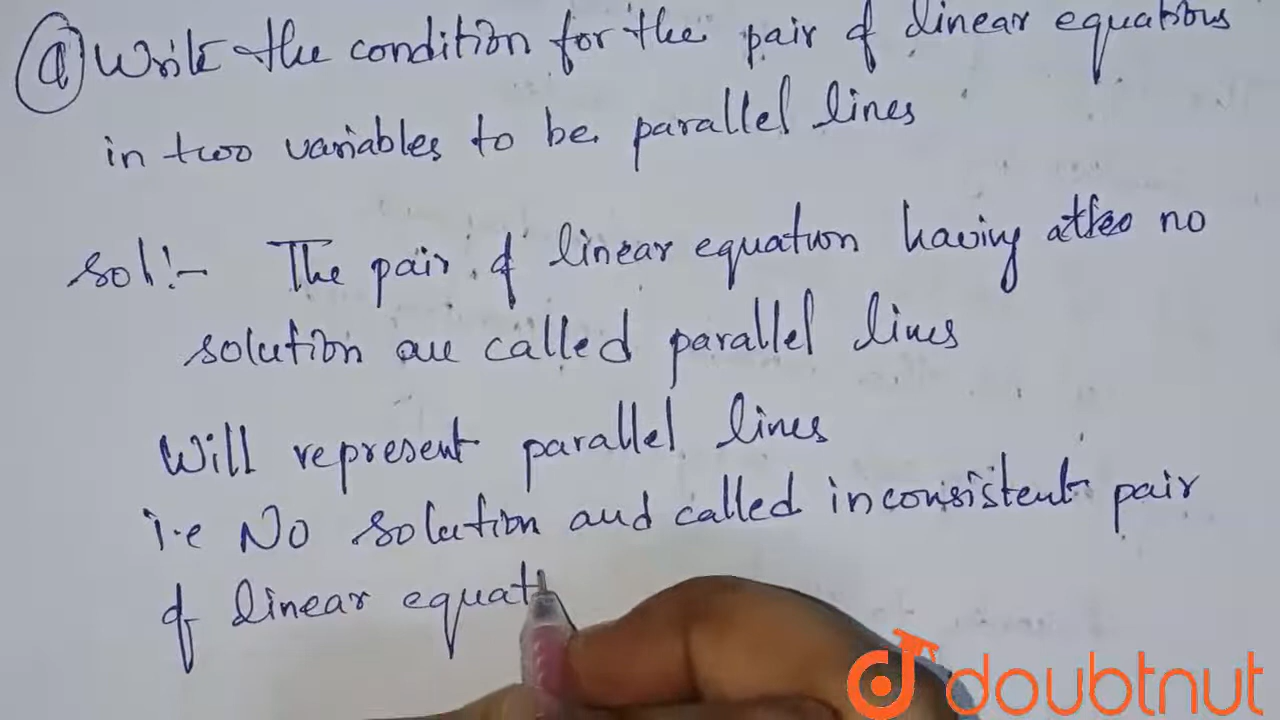 Q Write the condition for the pair of linear equations
in two variables to be parallel lines
Sol:- The pair of linear equation having no
solution are called parallel lines
Will represent parallel lines
i.e No solution and called inconsistent pair
of linear equat
doubtnut